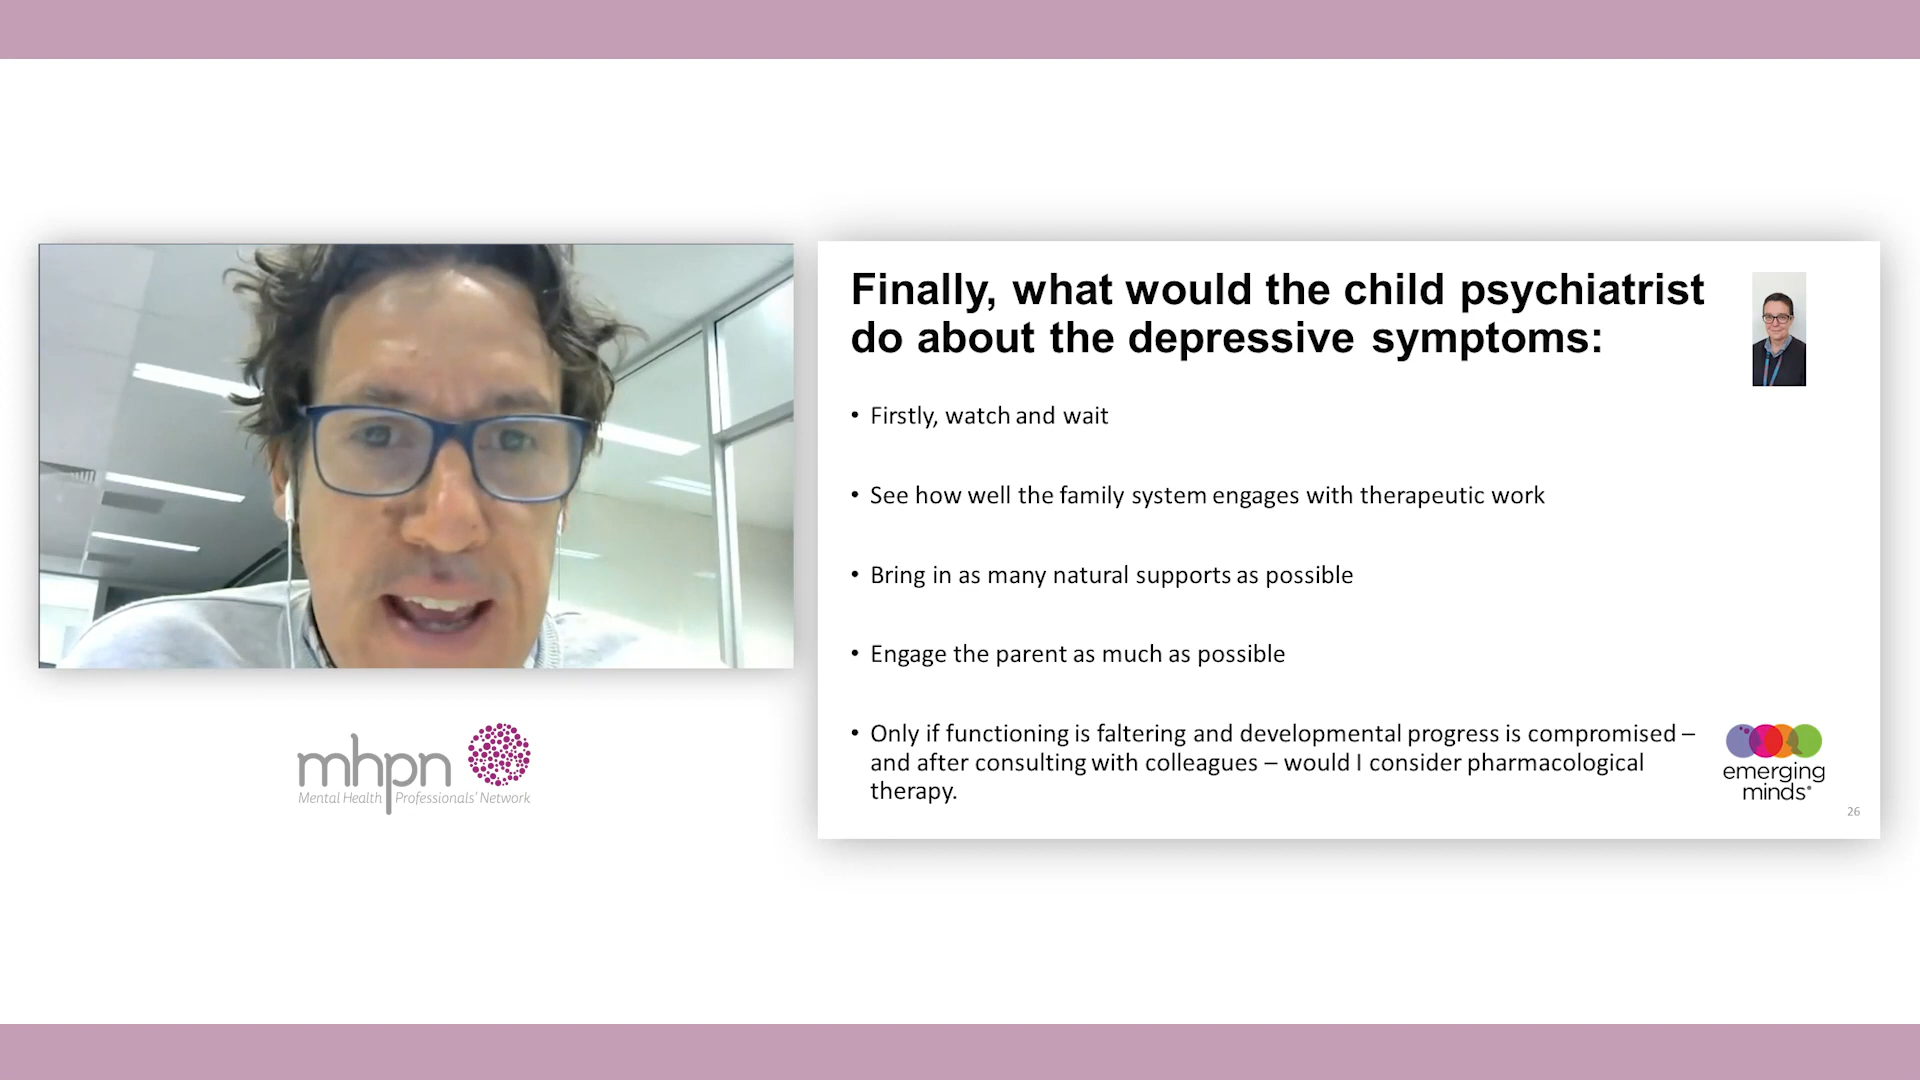 Finally, what would the child psychiatrist
do about the depressive symptoms:
• Firstly, watch and wait
• See how well the family system engages with therapeutic work
• Bring in as many natural supports as possible
• Engage the parent as much as possible
• Only if functioning is faltering and developmental progress is compromised –
and after consulting with colleagues – would I consider pharmacological
therapy.
mhpn
Mental Health Professionals' Network
emerging
minds
26